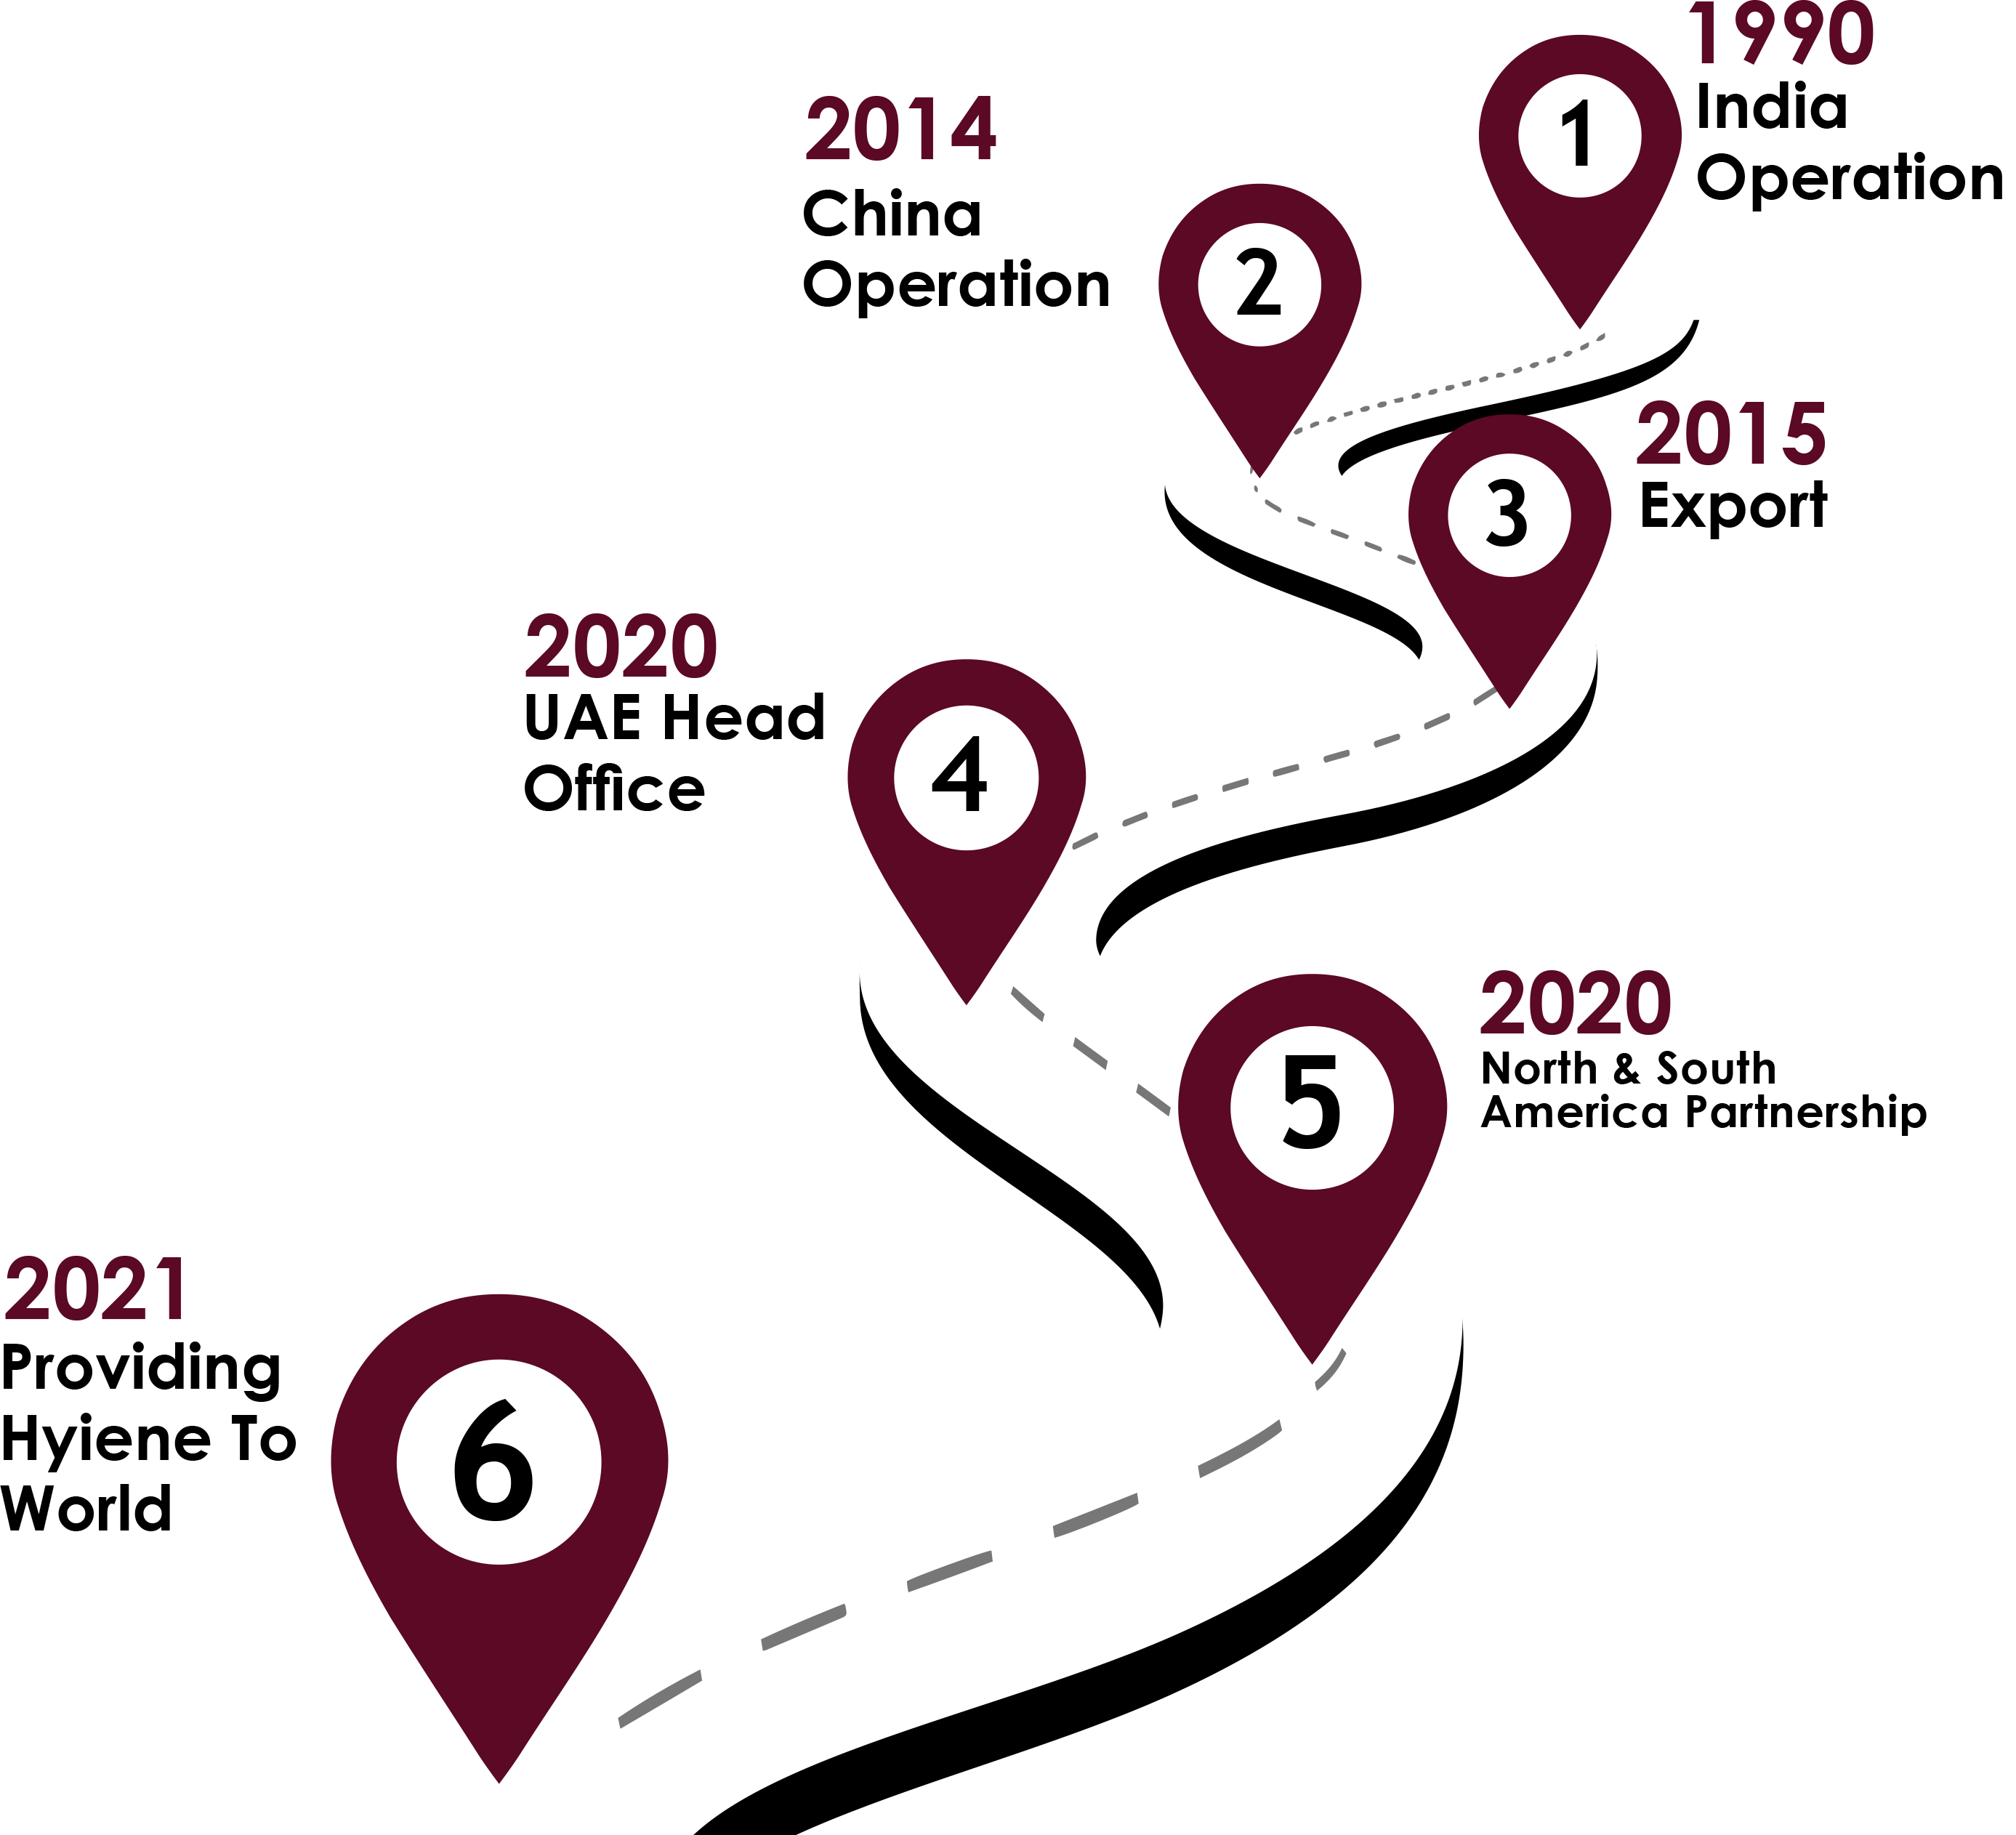 1990
India
Operation
1
2014
China
Operation
2
2015
Export
3
2020
UAE Head
Office
4
2020
North & South
America Partnership
5
2021
Providing
Hyiene To
World
6